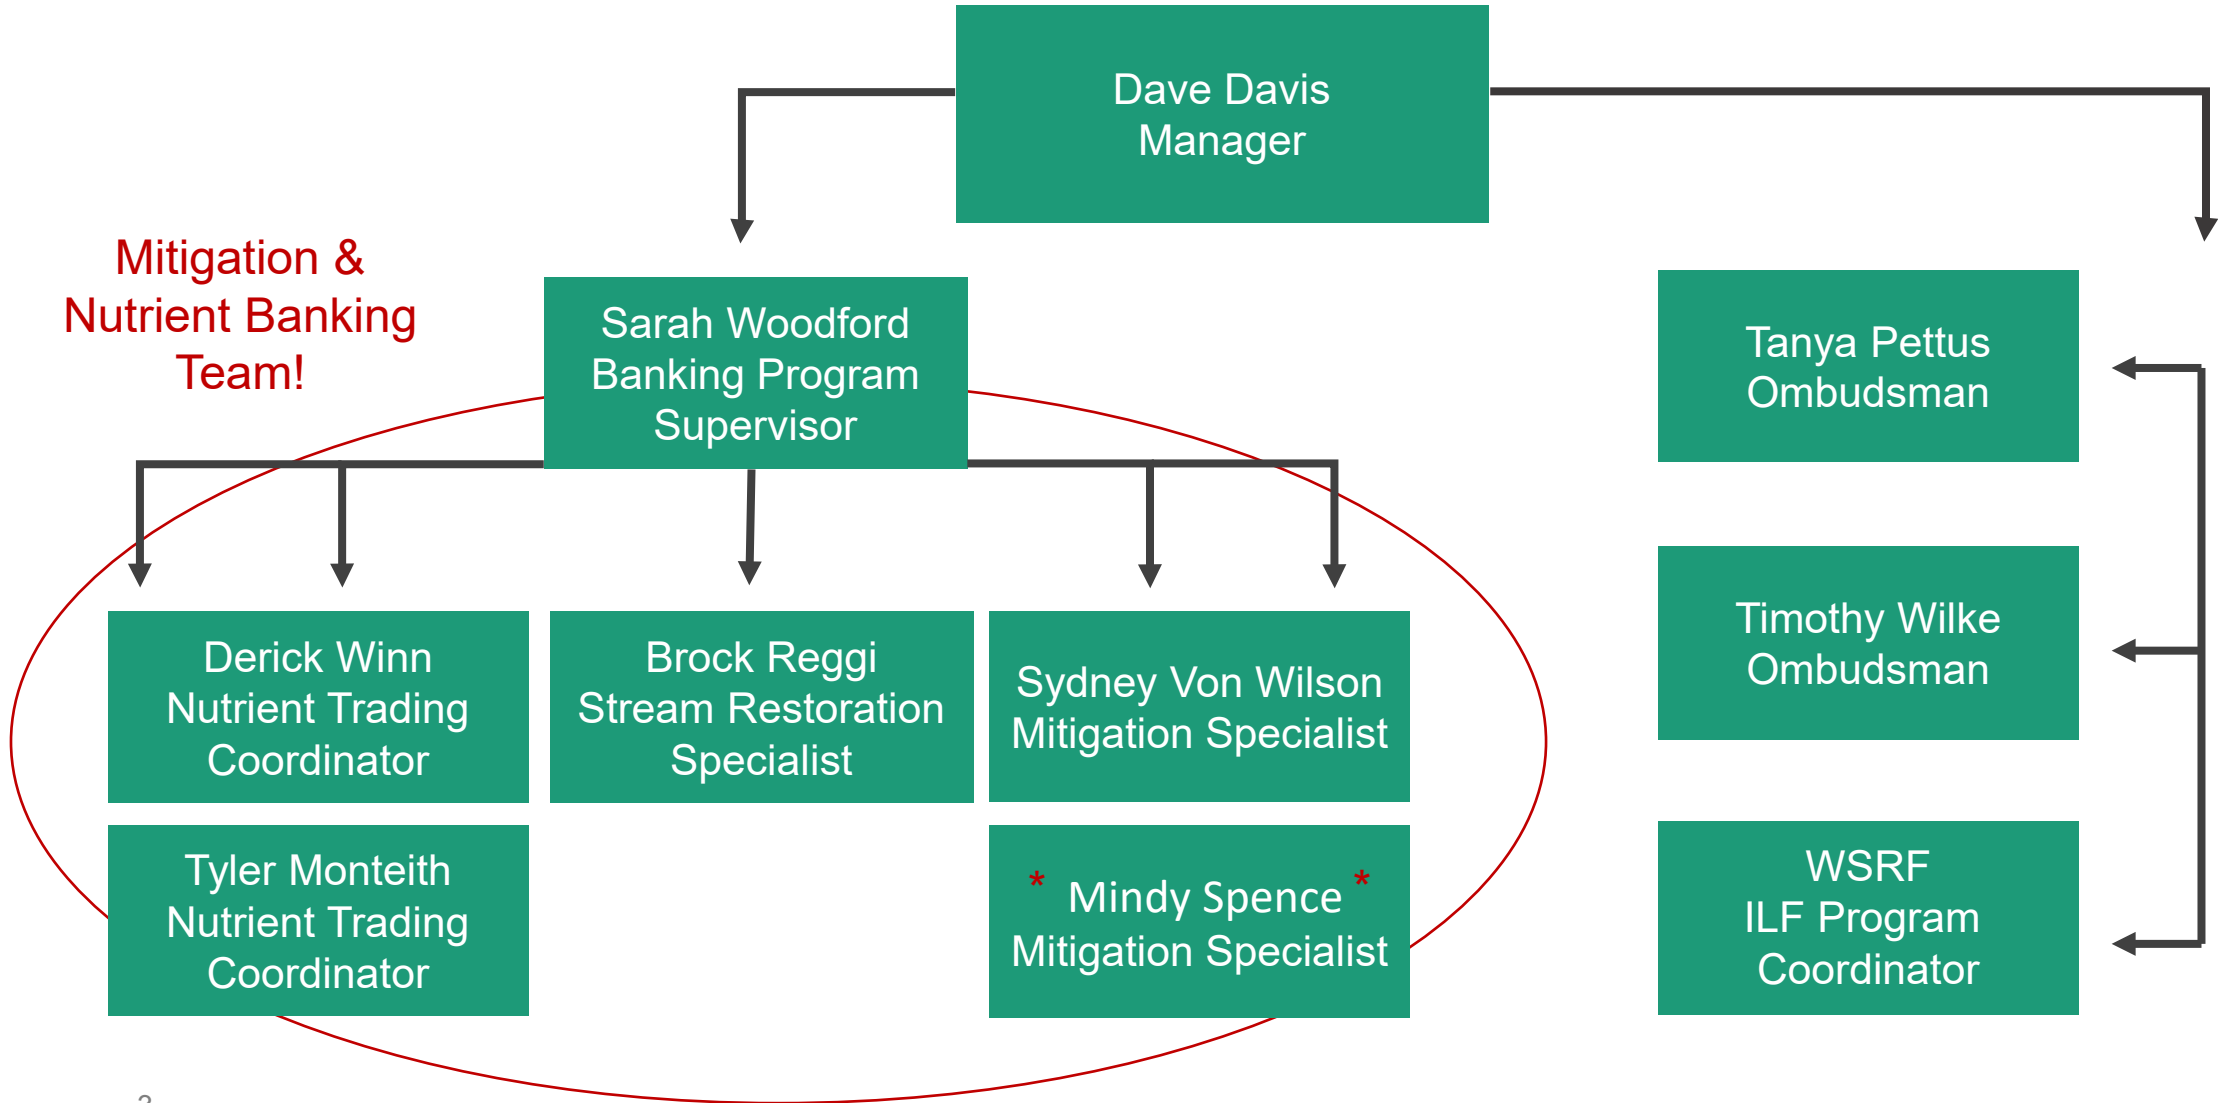 Dave Davis
Manager
Mitigation &
Nutrient Banking
Team!
Sarah Woodford
Banking Program
Supervisor
Tanya Pettus
Ombudsman
Derick Winn
Nutrient Trading
Coordinator
Brock Reggi
Stream Restoration
Specialist
Sydney Von Wilson
Mitigation Specialist
Timothy Wilke
Ombudsman
Tyler Monteith
Nutrient Trading
Coordinator
* Mindy Spence *
Mitigation Specialist
WSRF
ILF Program
Coordinator